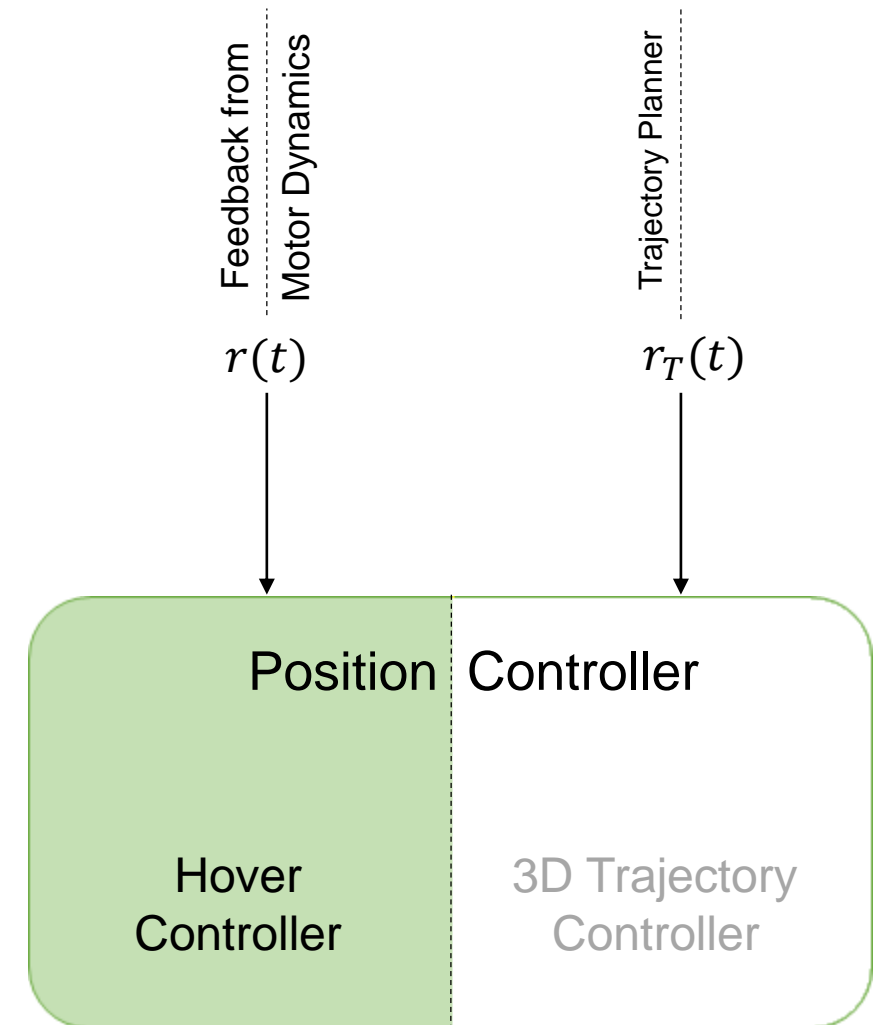 Feedback from
Motor Dynamics
Trajectory Planner
r(t)
r_T(t)
Position Controller
Hover
Controller
3D Trajectory
Controller